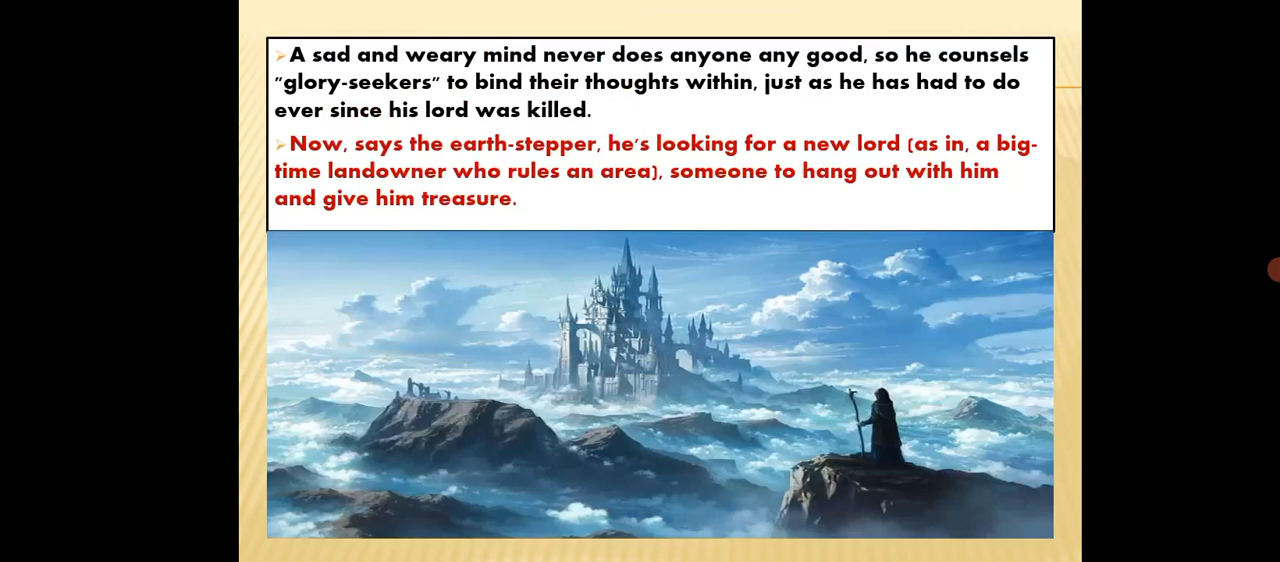 ➢A sad and weary mind never does anyone any good, so he counsels
"glory-seekers" to bind their thoughts within, just as he has had to do
ever since his lord was killed.
➢Now, says the earth-stepper, he's looking for a new lord (as in, a big-
time landowner who rules an area), someone to hang out with him
and give him treasure.